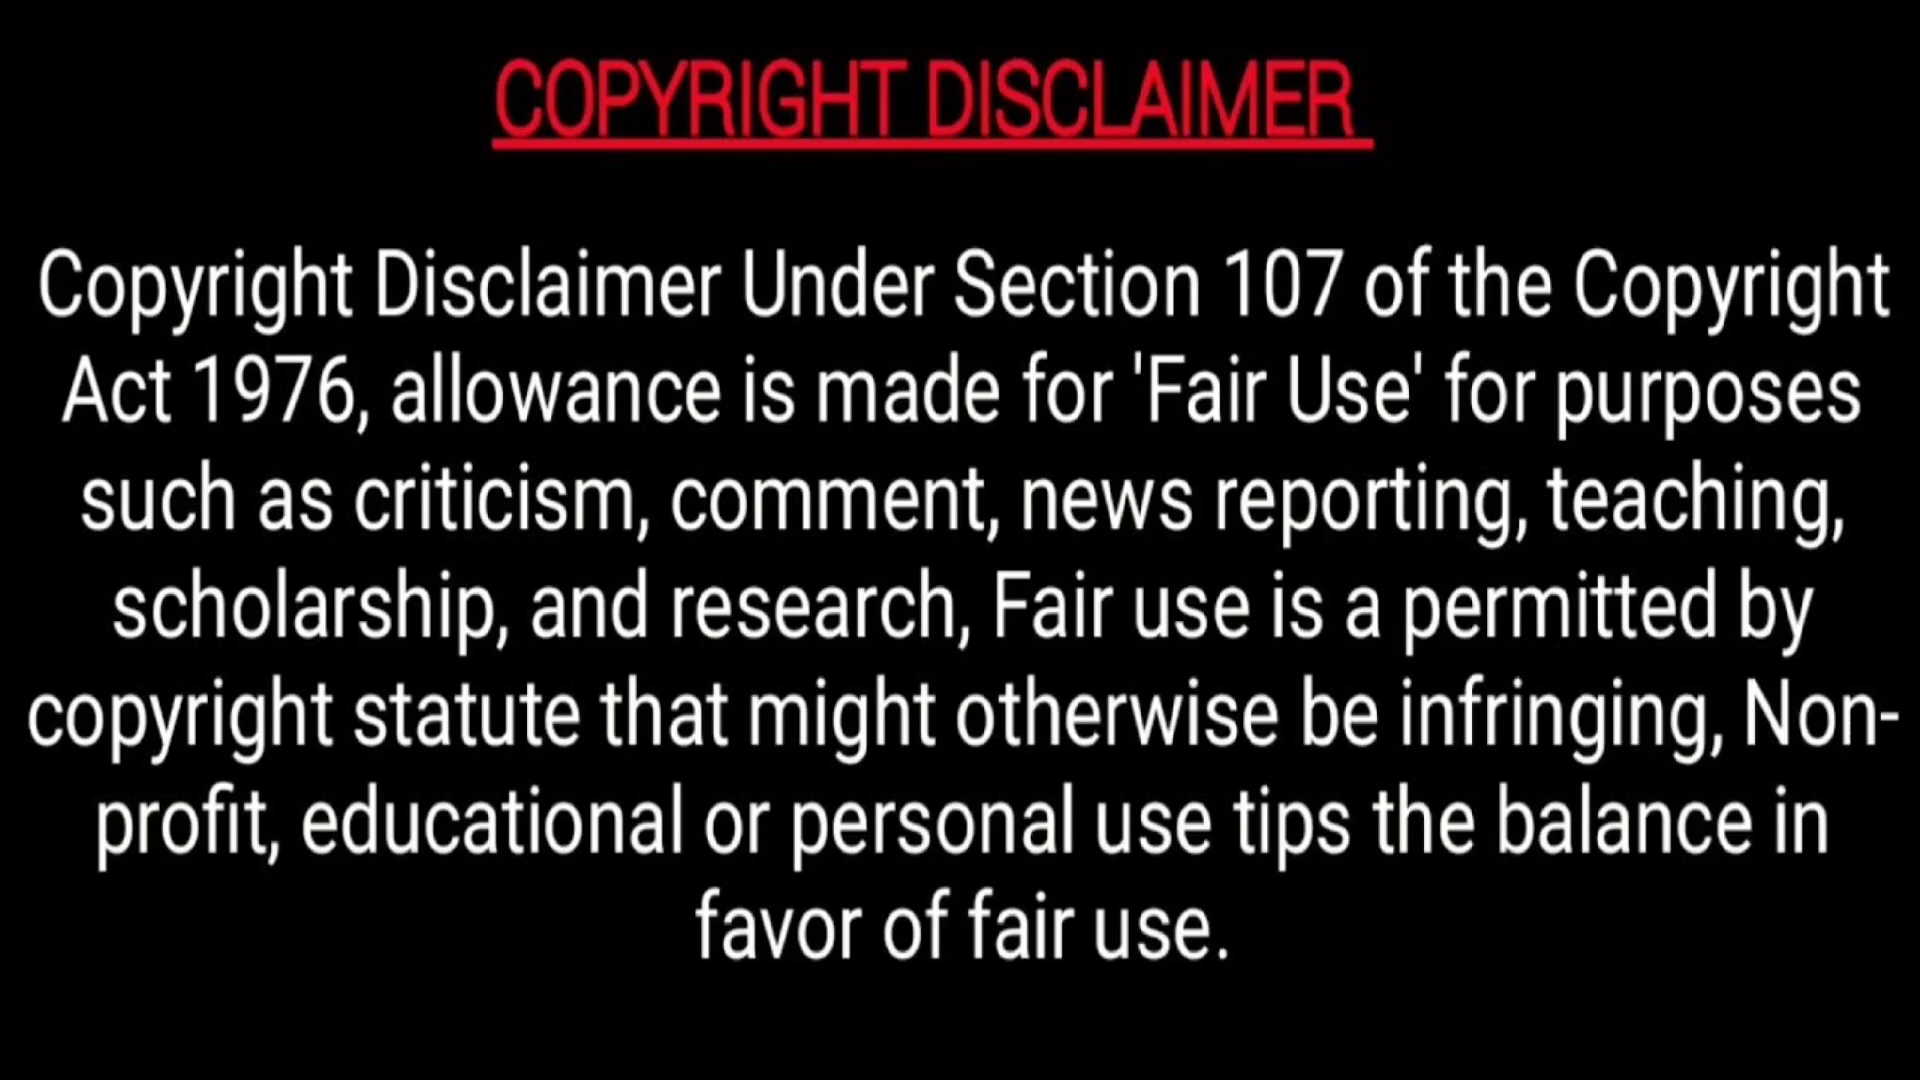 COPYRIGHT DISCLAIMER
Copyright Disclaimer Under Section 107 of the Copyright
Act 1976, allowance is made for 'Fair Use' for purposes
such as criticism, comment, news reporting, teaching,
scholarship, and research, Fair use is a permitted by
copyright statute that might otherwise be infringing, Non-
profit, educational or personal use tips the balance in
favor of fair use.